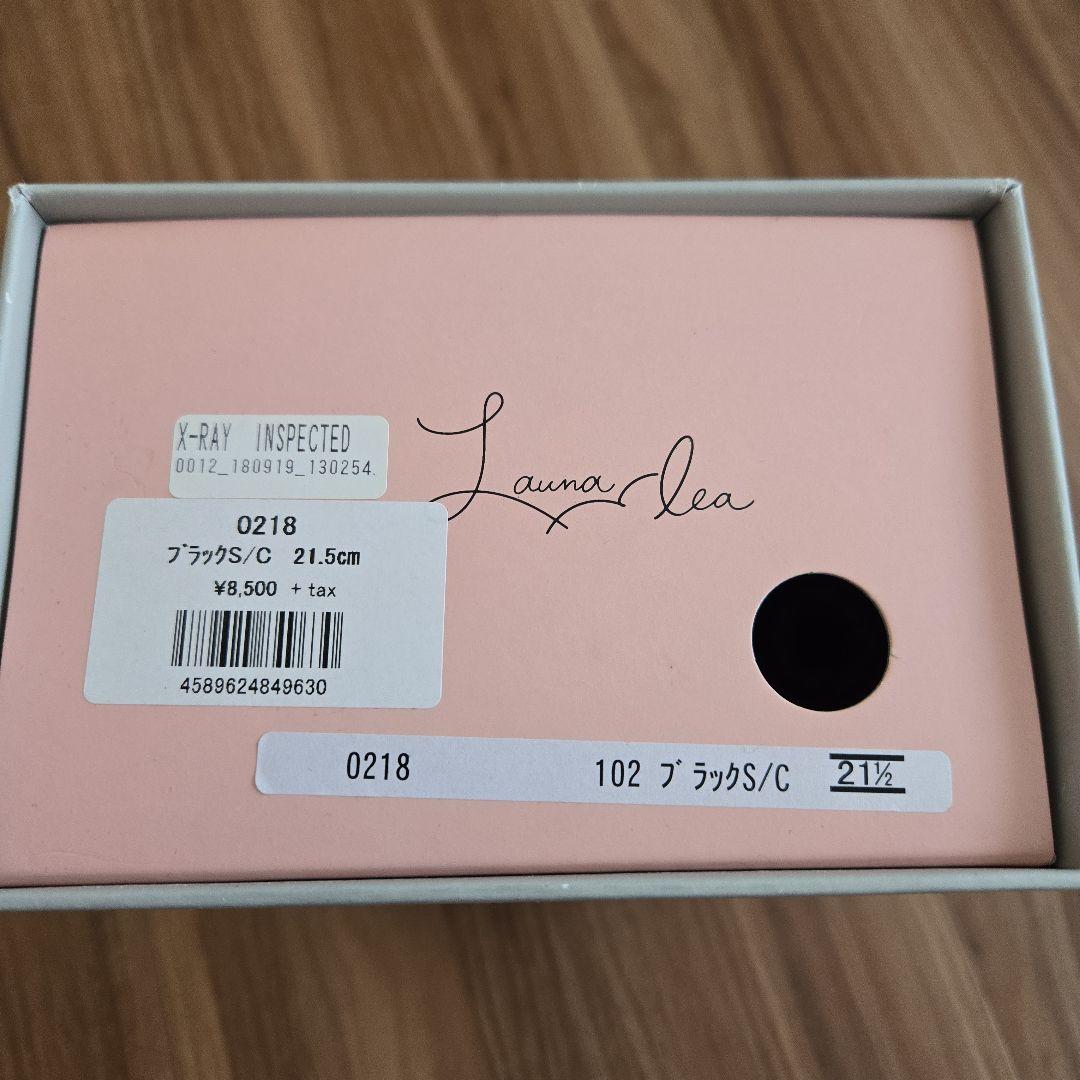 Launa lea
X-RAY INSPECTED
0012_180919_130254.
0218
ブラックS/C 21.5cm
¥8,500 + tax
4589624849630
0218 102 ブラックS/C 21½